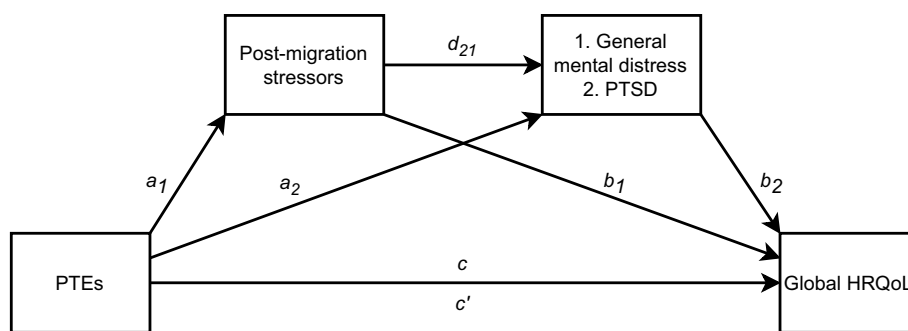 Post-migration
stressors
d21
1. General
mental distress
2. PTSD
a1
a2
b1
b2
PTEs
c
c'
Global HRQoL